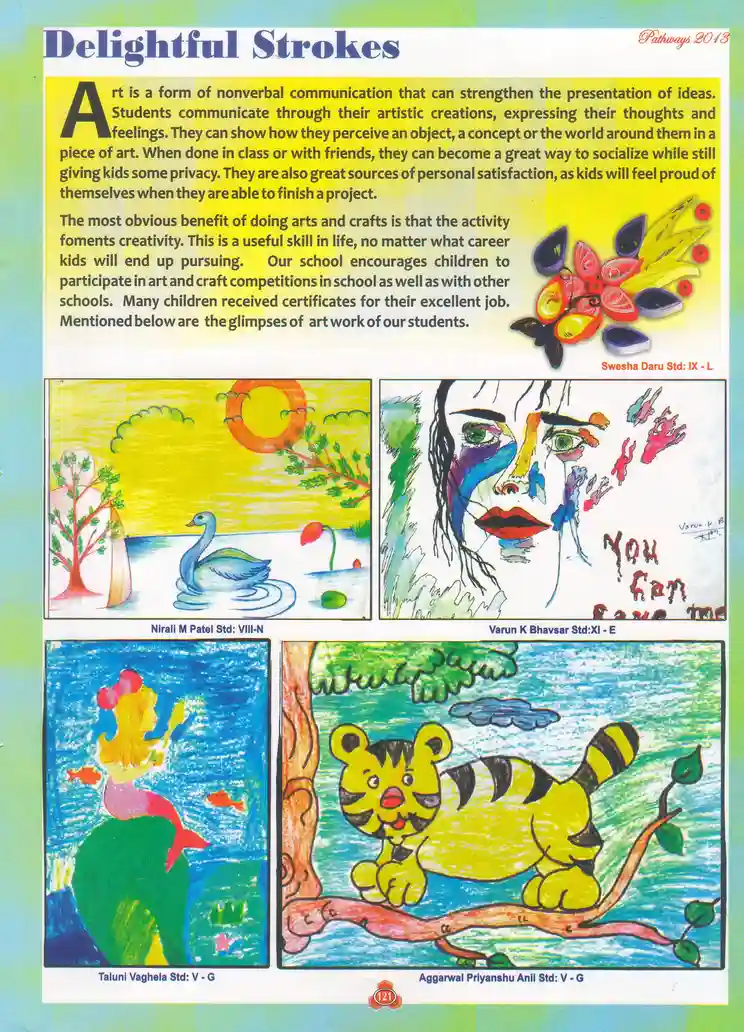 Delightful Strokes
Pathways 2013
Art is a form of nonverbal communication that can strengthen the presentation of ideas.
Students communicate through their artistic creations, expressing their thoughts and
feelings. They can show how they perceive an object, a concept or the world around them in a
piece of art. When done in class or with friends, they can become a great way to socialize while still
giving kids some privacy. They are also great sources of personal satisfaction, as kids will feel proud of
themselves when they are able to finish a project.
The most obvious benefit of doing arts and crafts is that the activity
foments creativity. This is a useful skill in life, no matter what career
kids will end up pursuing. Our school encourages children to
participate in art and craft competitions in school as well as with other
schools. Many children received certificates for their excellent job.
Mentioned below are the glimpses of art work of our students.
Swesha Daru Std: IX - L
Varun K B
You
Can
Save me
Nirali M Patel Std: VIII-N
Varun K Bhavsar Std:XI - E
Taluni Vaghela Std: V - G
Aggarwal Priyanshu Anil Std: V - G
121